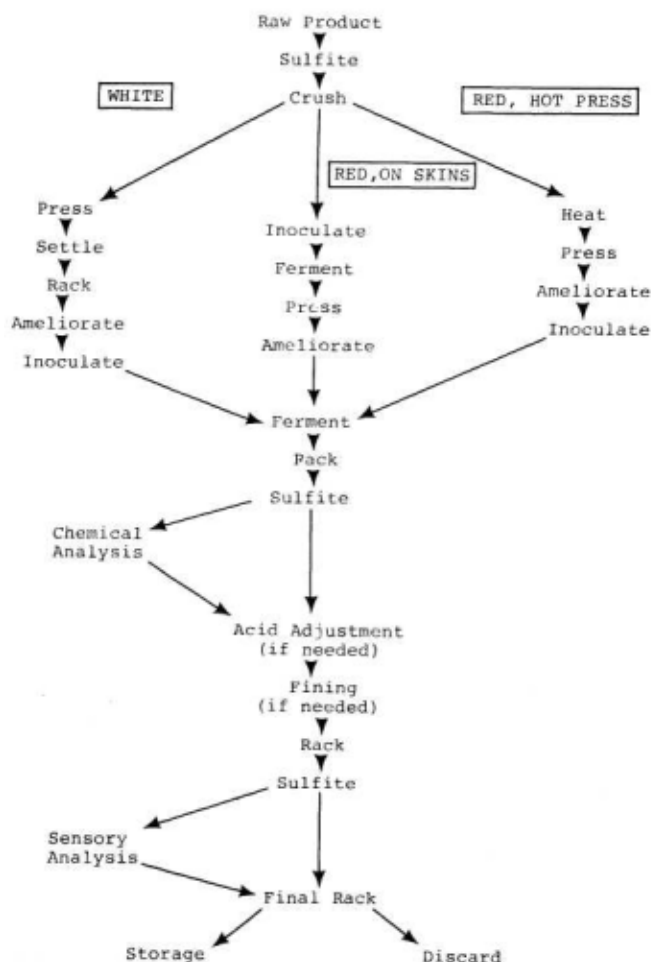 Raw Product
Sulfite
WHITE
Crush
RED, HOT PRESS
RED,ON SKINS
Press
Settle
Rack
Ameliorate
Inoculate
Inoculate
Ferment
Press
Ameliorate
Heat
Press
Ameliorate
Inoculate
Ferment
Rack
Sulfite
Chemical
Analysis
Acid Adjustment
(if needed)
Fining
(if needed)
Rack
Sulfite
Sensory
Analysis
Final Rack
Storage
Discard